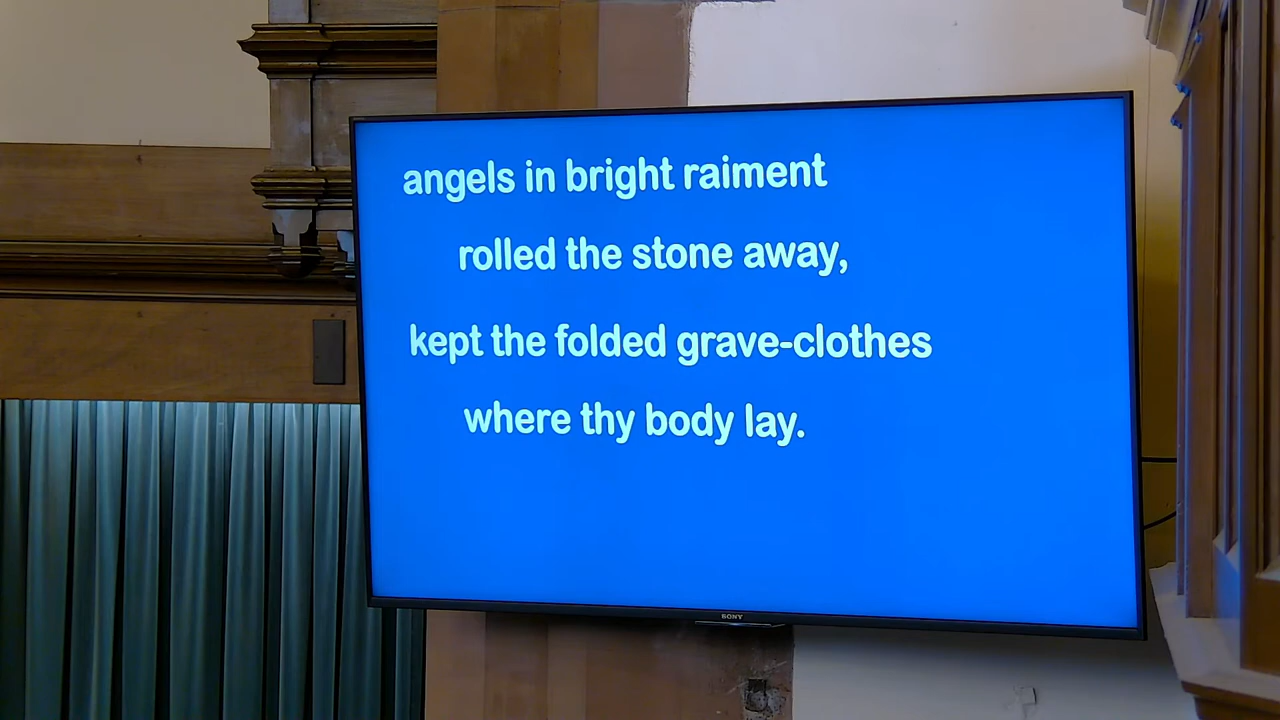 angels in bright raiment
rolled the stone away,
kept the folded grave-clothes
where thy body lay.
SONY